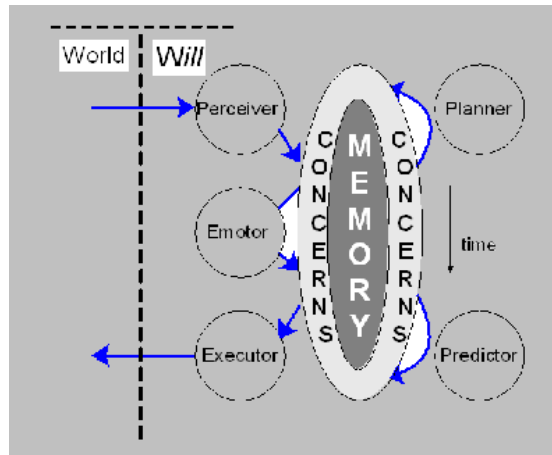 World
Will
Perceiver
Planner
CONCERNS
MEMORY
CONCERNS
Emotor
time
Executor
Predictor